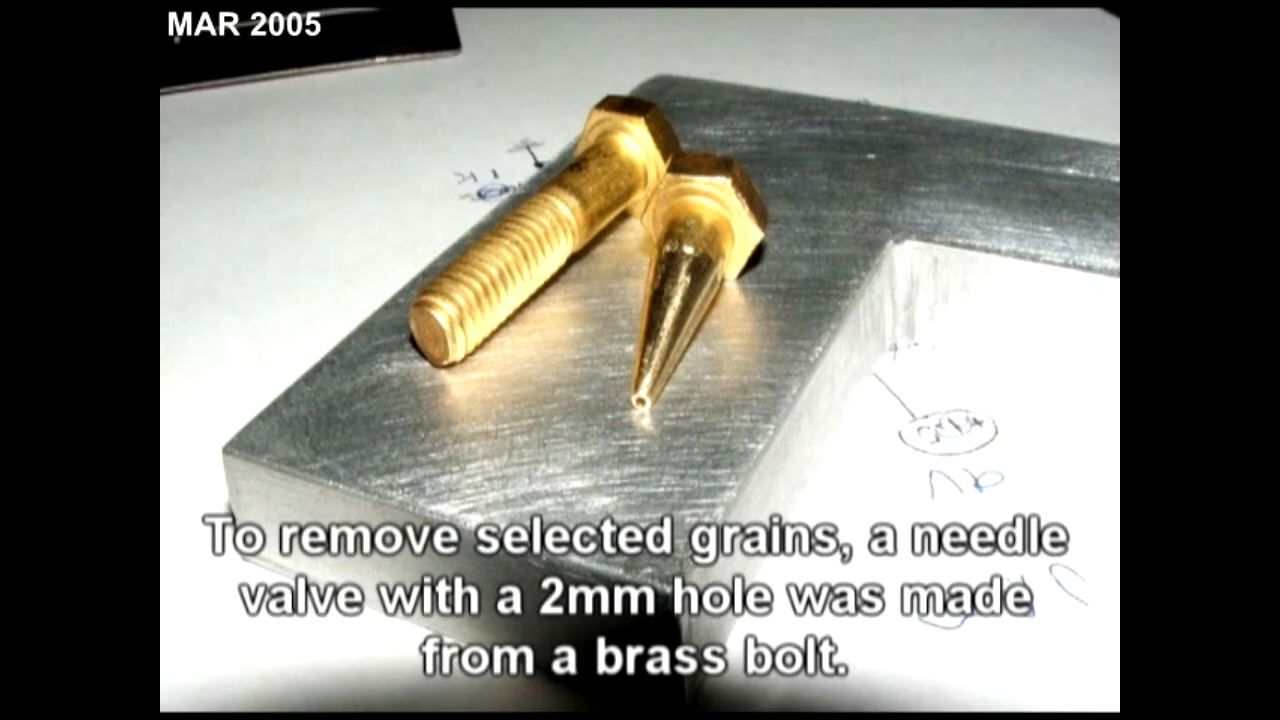 MAR 2005
To remove selected grains, a needle
valve with a 2mm hole was made
from a brass bolt.